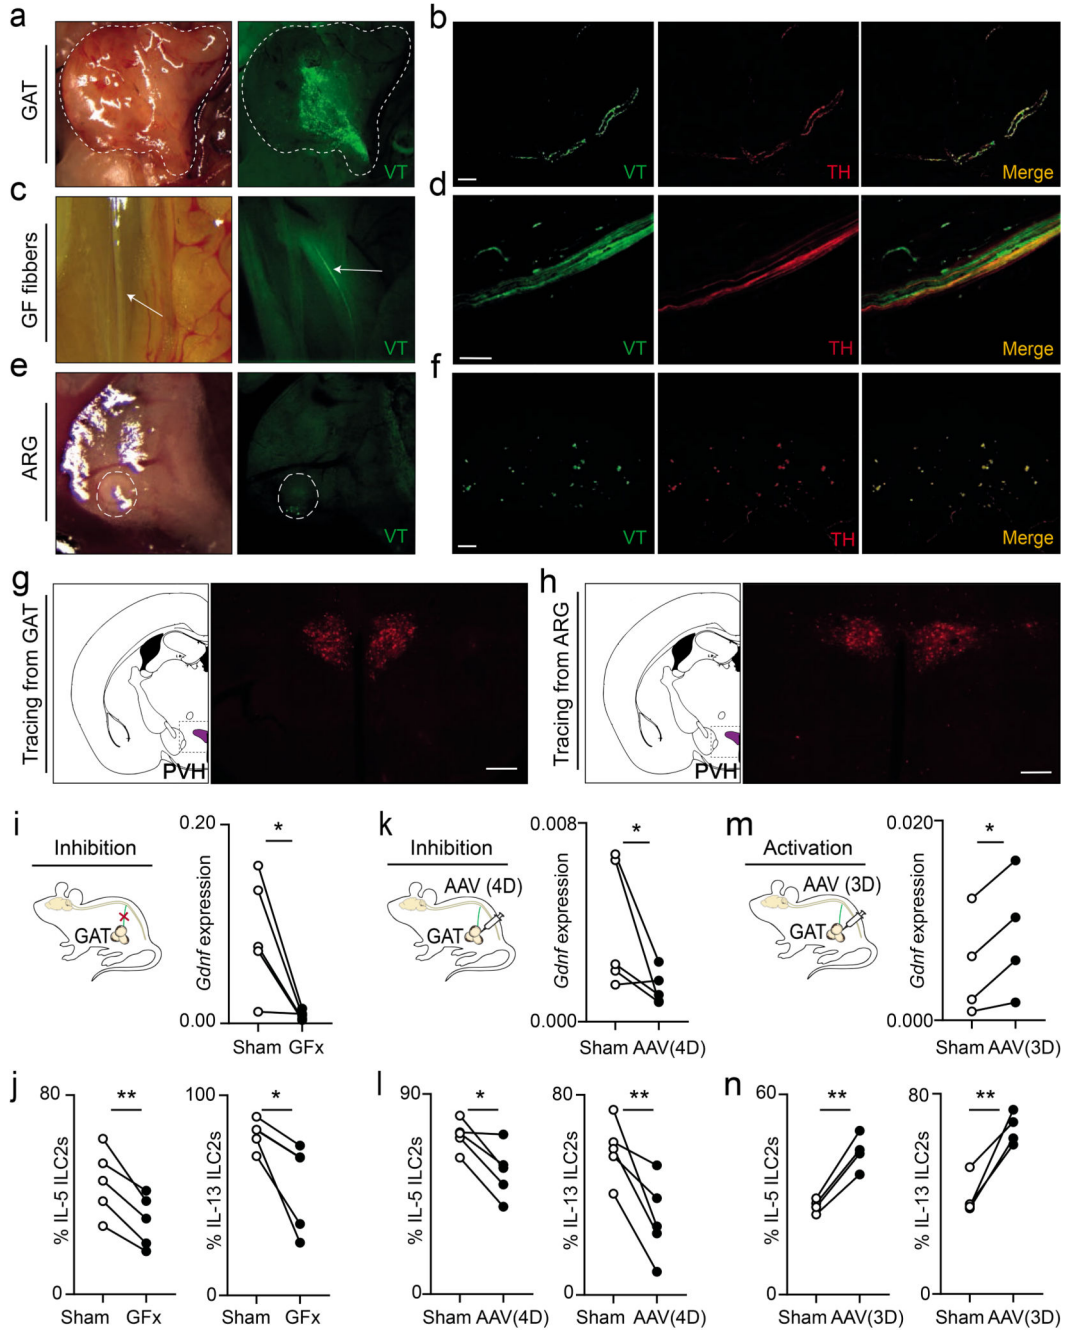 a
b
GAT
VT
VT
TH
Merge
c
d
GF fibbers
VT
VT
TH
Merge
e
f
ARG
VT
VT
TH
Merge
g
h
Tracing from GAT
PVH
Tracing from ARG
PVH
i
Inhibition
GAT
0.20
*
Gdnf expression
0.00
Sham GFx
k
Inhibition
AAV (4D)
GAT
0.008
*
Gdnf expression
0.000
Sham AAV(4D)
m
Activation
AAV (3D)
GAT
0.020
*
Gdnf expression
0.000
Sham AAV(3D)
j
80
**
% IL-5 ILC2s
0
Sham GFx
100
*
% IL-13 ILC2s
0
Sham GFx
l
90
*
% IL-5 ILC2s
0
Sham AAV(4D)
80
**
% IL-13 ILC2s
0
Sham AAV(4D)
n
60
**
% IL-5 ILC2s
0
Sham AAV(3D)
80
**
% IL-13 ILC2s
0
Sham AAV(3D)